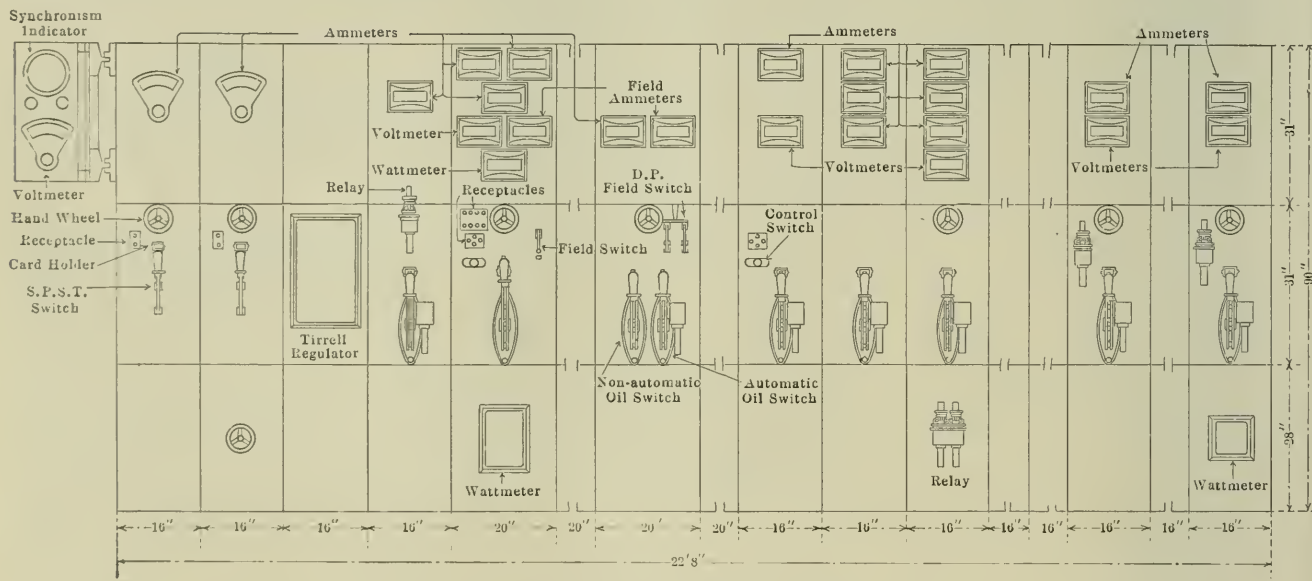 Synchronism
Indicator
Ammeters
Ammeters
Ammeters
Field
Ammeters
Voltmeter
Wattmeter
Voltmeters
Voltmeters
D.P.
Field Switch
Voltmeter
Relay
Receptacles
Hand Wheel
Receptacle
Card Holder
S.P.S.T.
Switch
Control
Switch
Field Switch
Tirrell
Regulator
Non-automatic
Oil Switch
Automatic
Oil Switch
Wattmeter
Relay
Wattmeter
31"
31"
28"
90"
16" 16" 16" 16" 20" 20" 20' 20" 16" 16" 16" 16" 16" 16" 16" 16"
22'8"